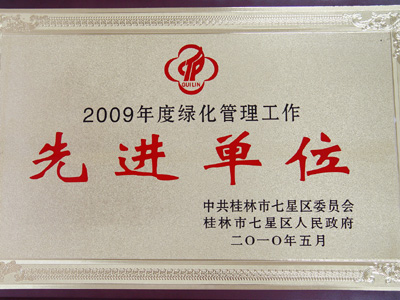 GUILIN
2009年度绿化管理工作
先进单位
中共桂林市七星区委员会
桂林市七星区人民政府
二〇一〇年五月